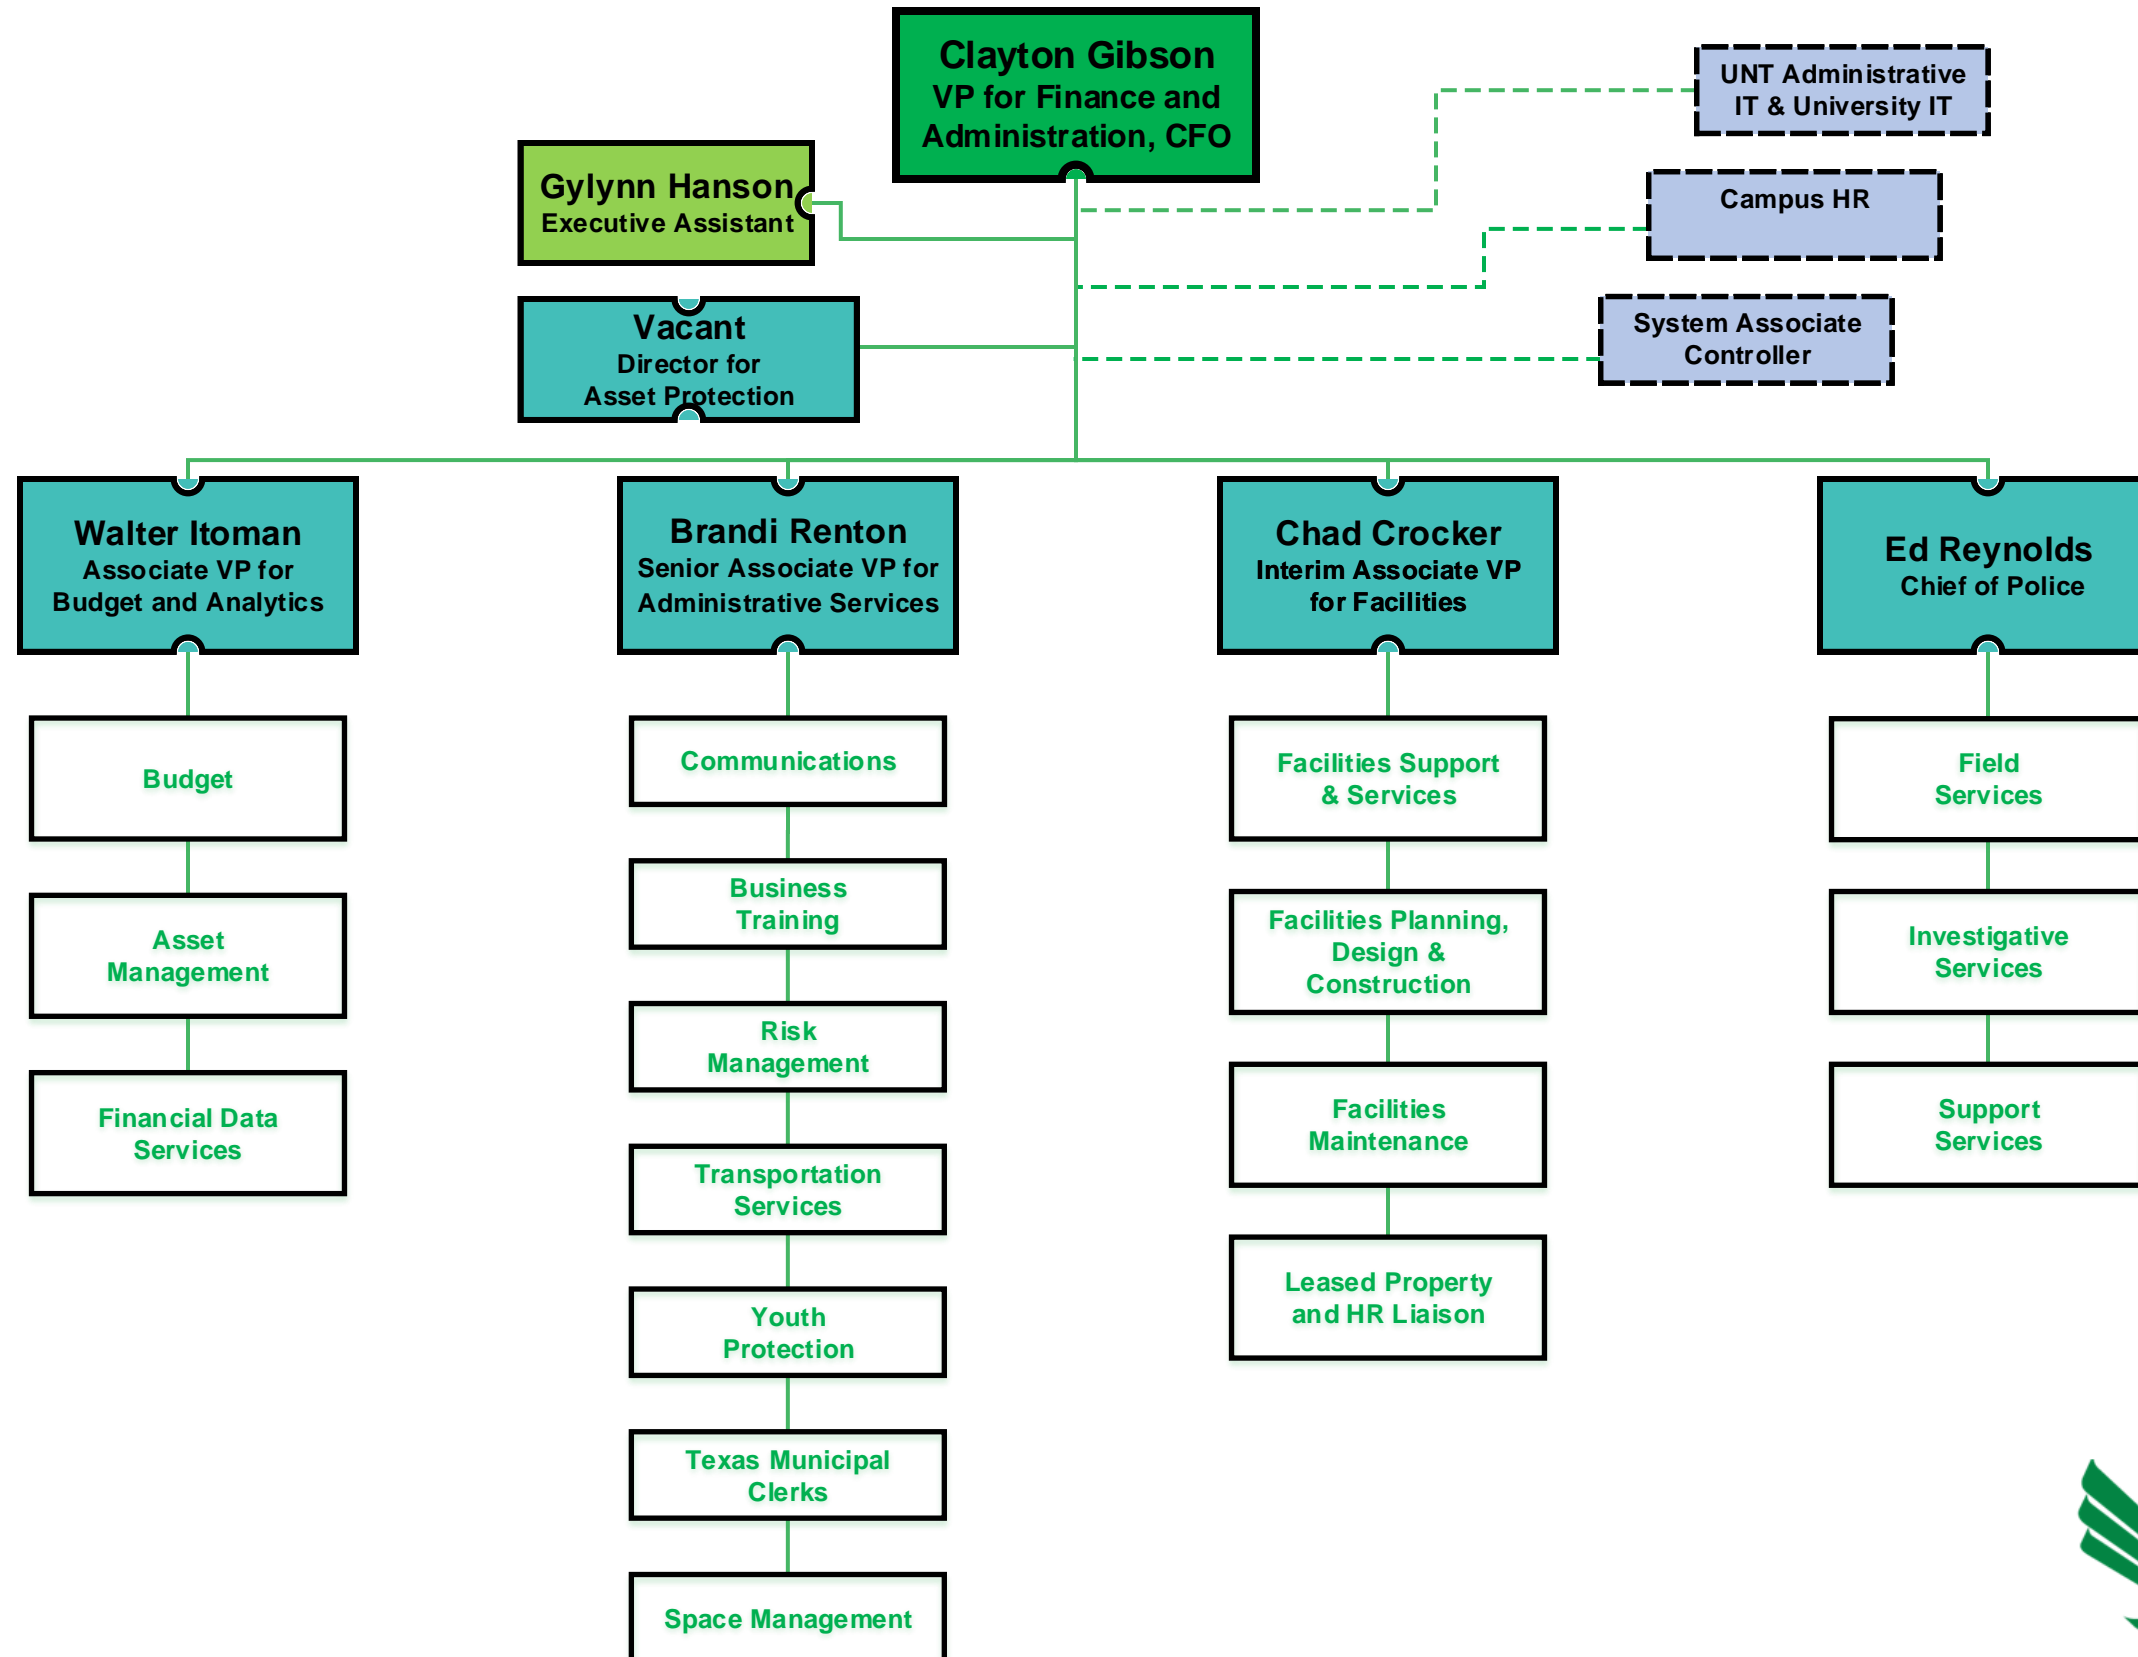 Clayton Gibson
VP for Finance and
Administration, CFO
UNT Administrative
IT & University IT
Gylynn Hanson
Executive Assistant
Campus HR
Vacant
Director for
Asset Protection
System Associate
Controller
Walter Itoman
Associate VP for
Budget and Analytics
Brandi Renton
Senior Associate VP for
Administrative Services
Chad Crocker
Interim Associate VP
for Facilities
Ed Reynolds
Chief of Police
Budget
Asset
Management
Financial Data
Services
Communications
Business
Training
Risk
Management
Transportation
Services
Youth
Protection
Texas Municipal
Clerks
Space Management
Facilities Support
& Services
Facilities Planning,
Design &
Construction
Facilities
Maintenance
Leased Property
and HR Liaison
Field
Services
Investigative
Services
Support
Services